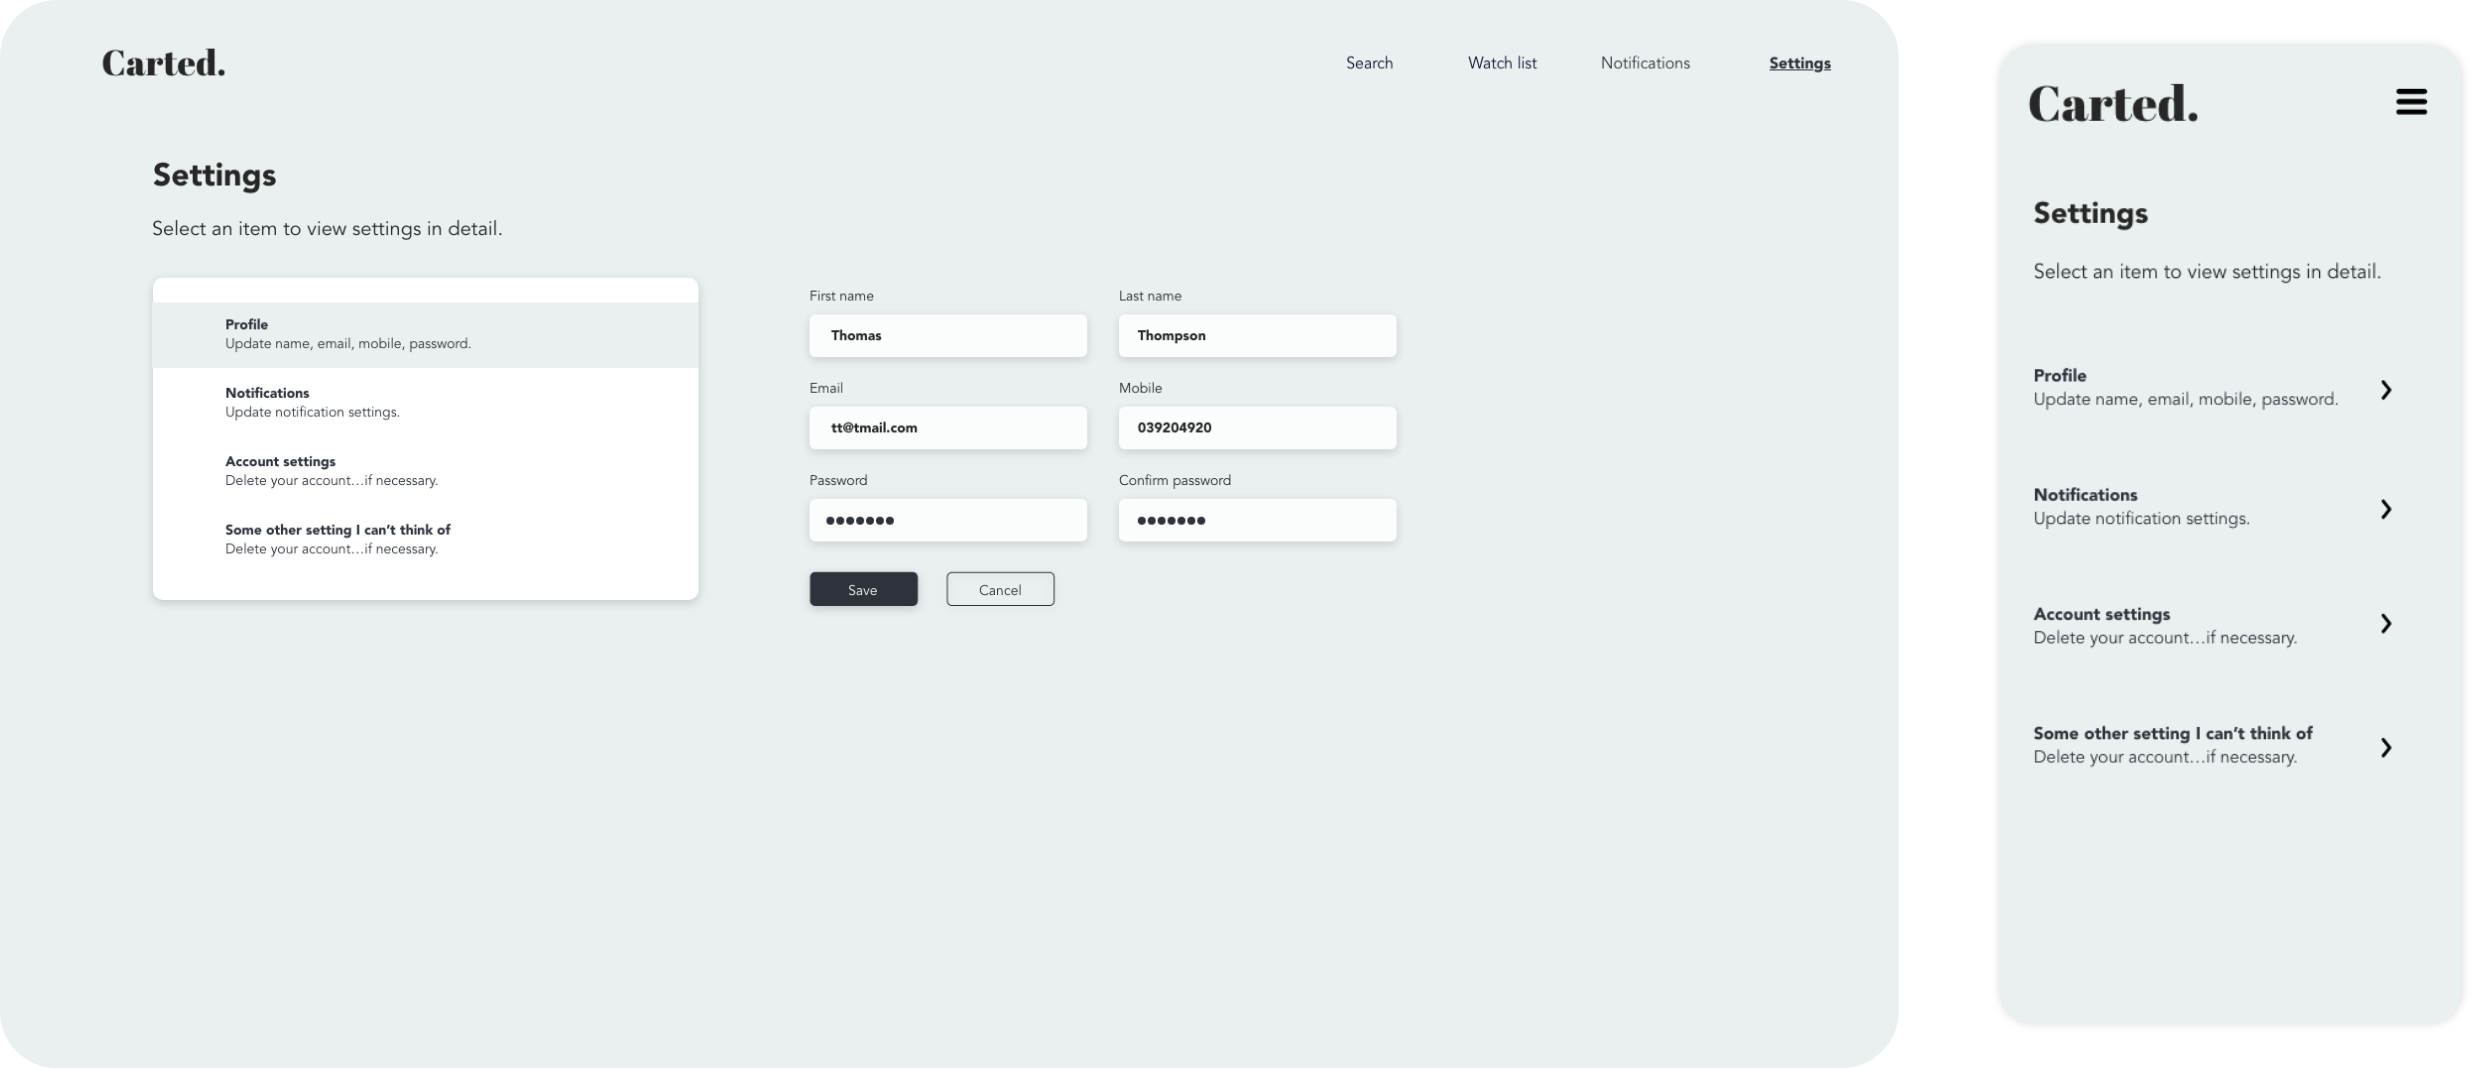 Carted.
Search Watch list Notifications Settings
Settings
Select an item to view settings in detail.
Profile
Update name, email, mobile, password.
Notifications
Update notification settings.
Account settings
Delete your account...if necessary.
Some other setting I can't think of
Delete your account...if necessary.
First name Last name
Thomas Thompson
Email Mobile
tt@tmail.com 039204920
Password Confirm password
●●●●●●● ●●●●●●●
Save Cancel
Carted.
Settings
Select an item to view settings in detail.
Profile
Update name, email, mobile, password.
Notifications
Update notification settings.
Account settings
Delete your account...if necessary.
Some other setting I can't think of
Delete your account...if necessary.